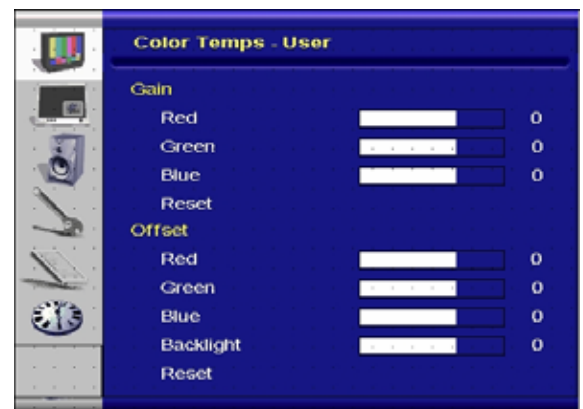 Color Temps - User
Gain
Red 0
Green 0
Blue 0
Reset
Offset
Red 0
Green 0
Blue 0
Backlight 0
Reset